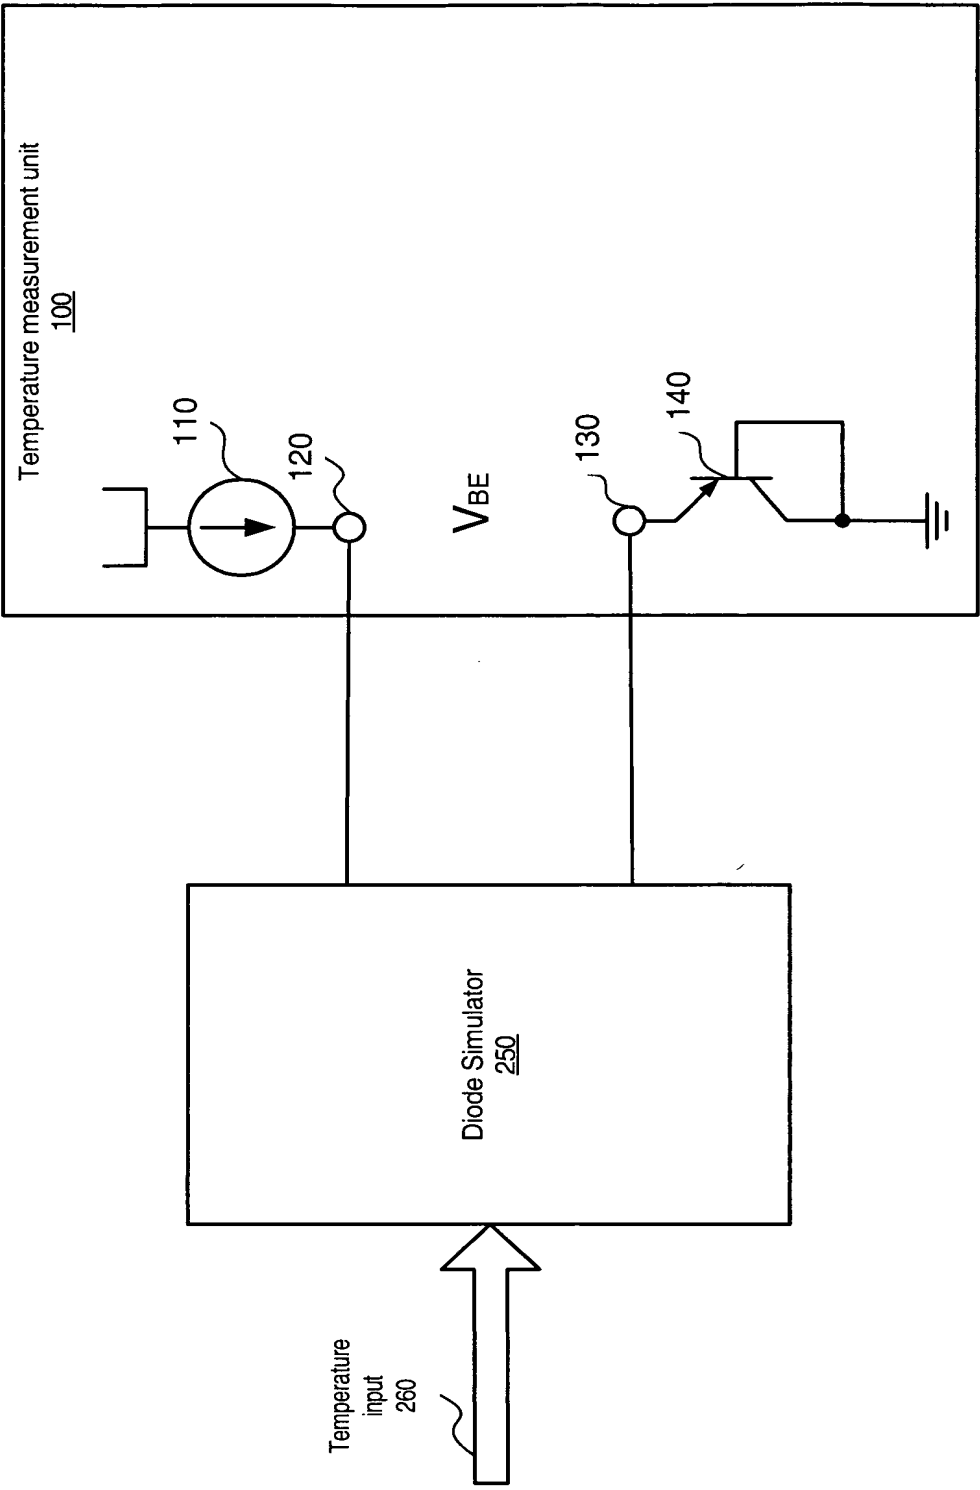 Temperature measurement unit
100
110
120
VBE
130
140
Diode Simulator
250
Temperature
input
260